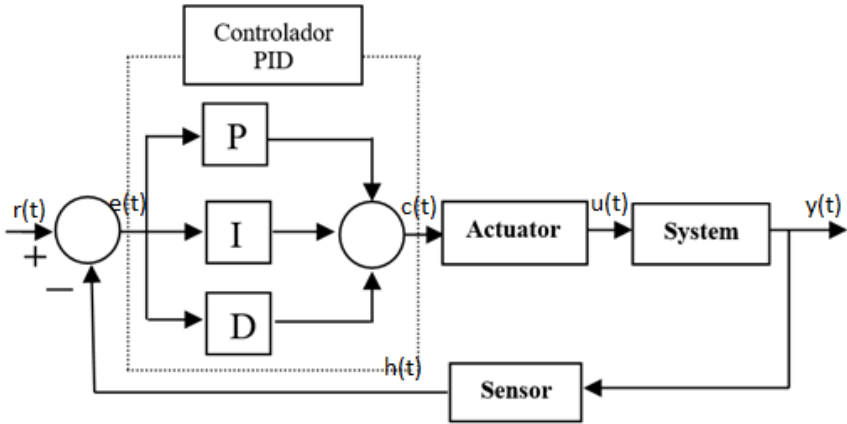 Controlador
PID
P
r(t)
e(t)
c(t)
u(t)
y(t)
+
I
Actuator
System
−
D
h(t)
Sensor